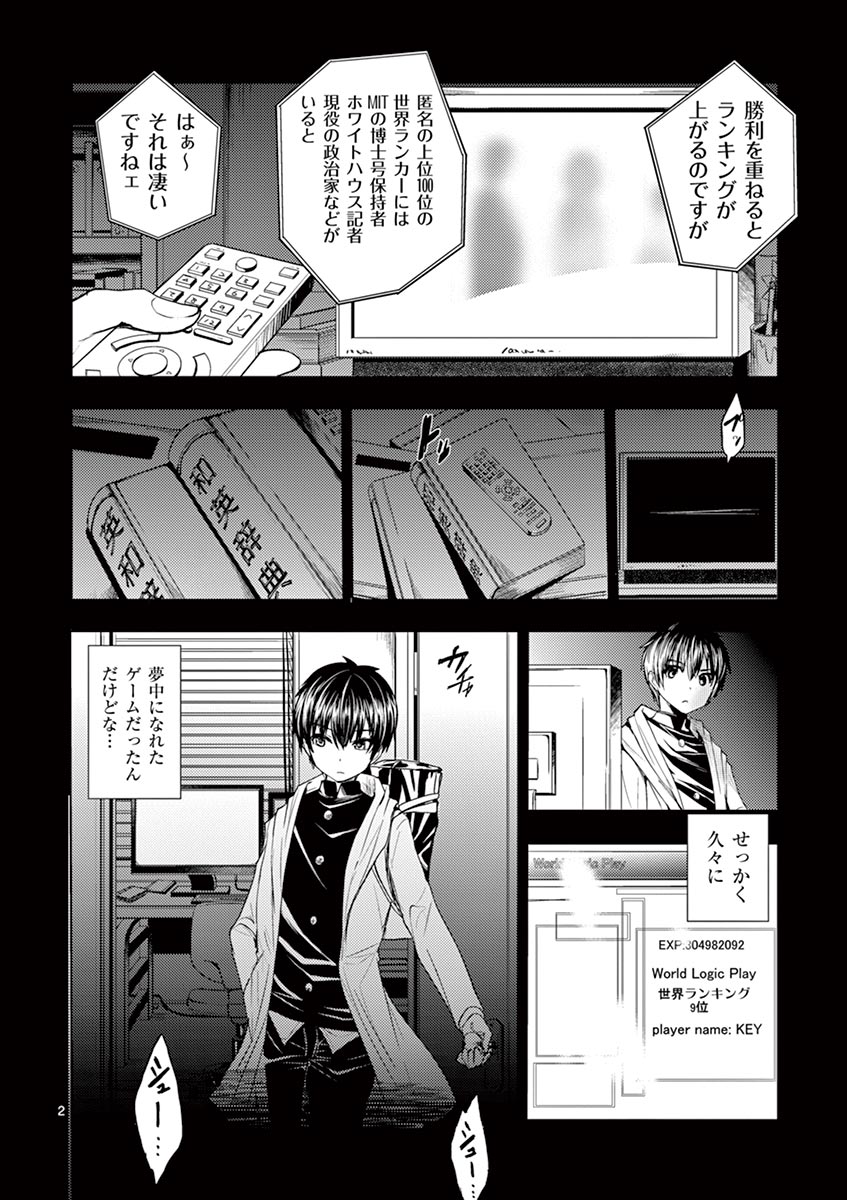 勝利を重ねると
ランキングが
上がるのですが
匿名の上位100位の
世界ランカーには
MITの博士号保持者
ホワイトハウス記者
現役の政治家などが
いると
はぁ〜
それは凄い
ですねェ
ブッ
ドッ
和英辞典
英和辞典
せっかく
久々に
World Logic Play
EXP:304982092
World Logic Play
世界ランキング
9位
player name: KEY
ガチャ
夢中になれた
ゲームだったん
だけどな…
シュー…
シュー…
2